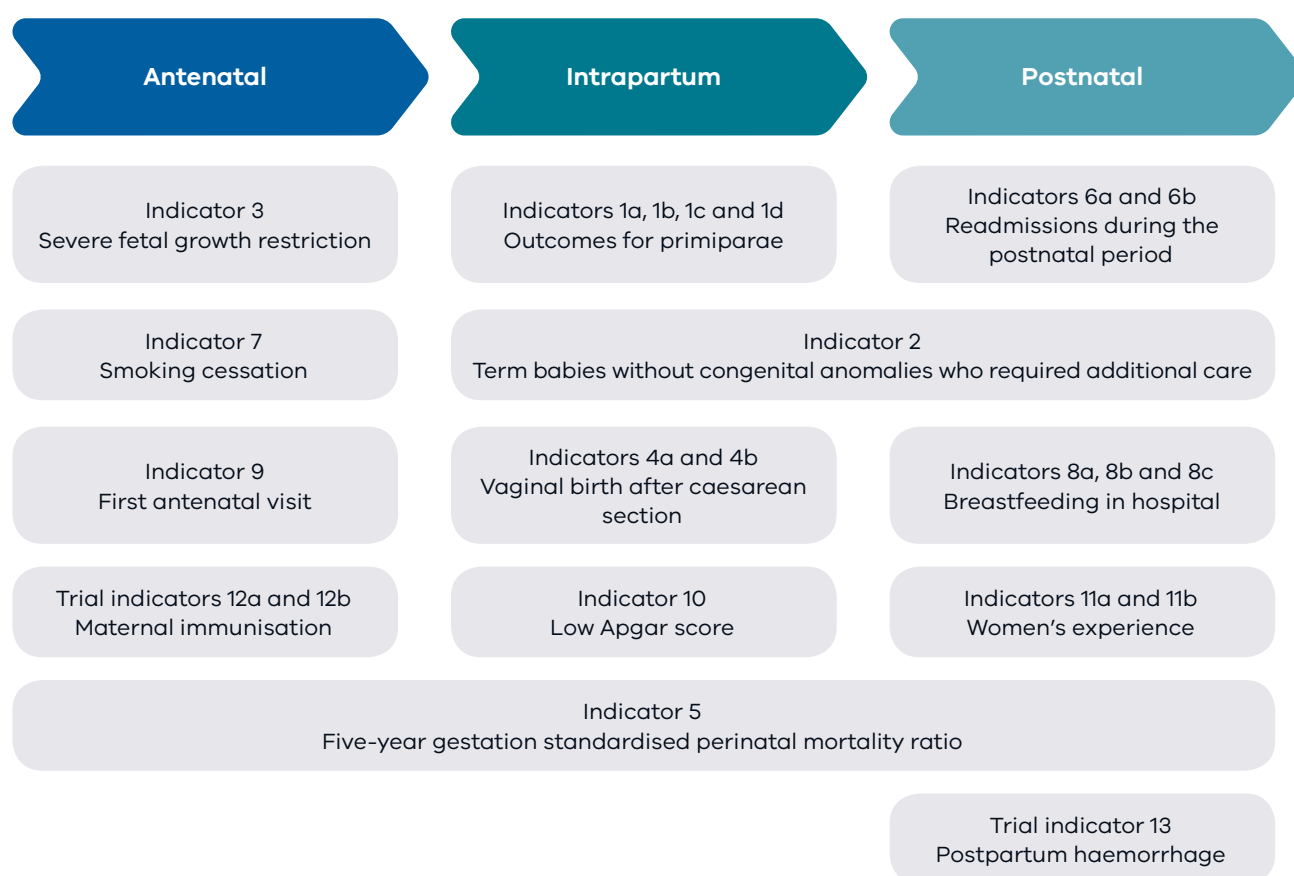 Antenatal
Intrapartum
Postnatal
Indicator 3
Severe fetal growth restriction
Indicators 1a, 1b, 1c and 1d
Outcomes for primiparae
Indicators 6a and 6b
Readmissions during the
postnatal period
Indicator 7
Smoking cessation
Indicator 2
Term babies without congenital anomalies who required additional care
Indicator 9
First antenatal visit
Indicators 4a and 4b
Vaginal birth after caesarean
section
Indicators 8a, 8b and 8c
Breastfeeding in hospital
Trial indicators 12a and 12b
Maternal immunisation
Indicator 10
Low Apgar score
Indicators 11a and 11b
Women’s experience
Indicator 5
Five-year gestation standardised perinatal mortality ratio
Trial indicator 13
Postpartum haemorrhage